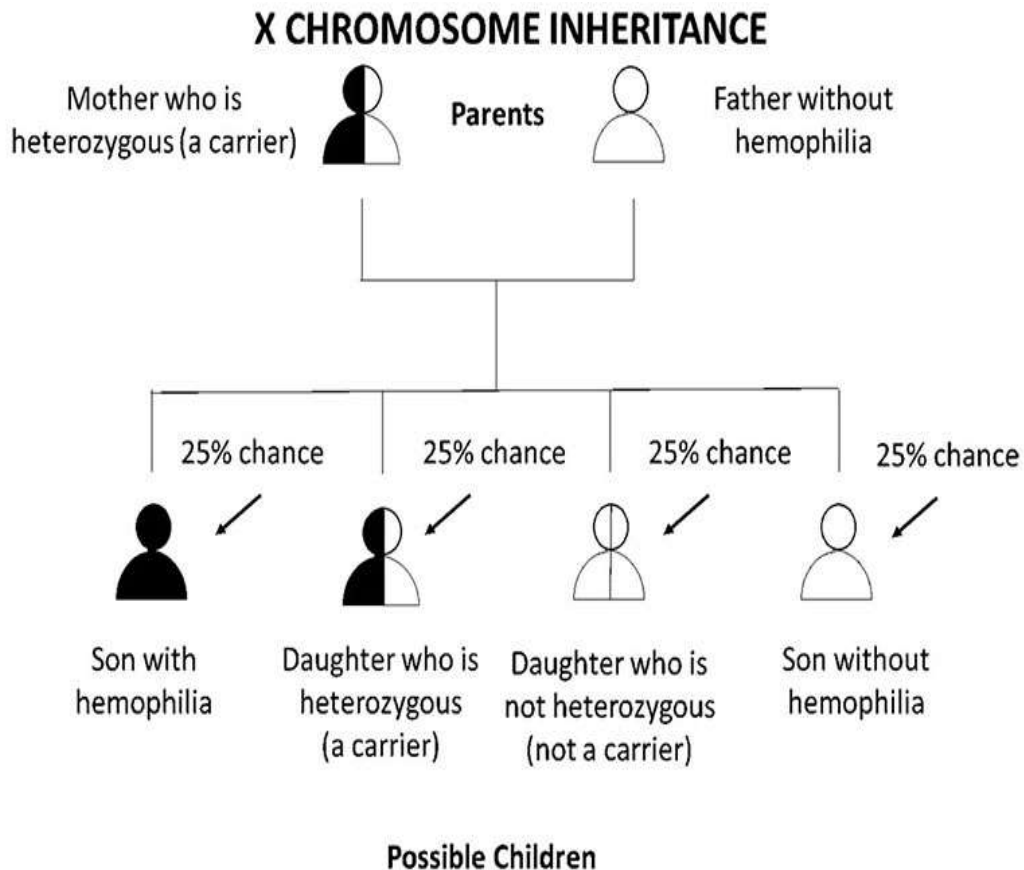 X CHROMOSOME INHERITANCE
Mother who is
heterozygous (a carrier)
Parents
Father without
hemophilia
25% chance
25% chance
25% chance
25% chance
Son with
hemophilia
Daughter who is
heterozygous
(a carrier)
Daughter who is
not heterozygous
(not a carrier)
Son without
hemophilia
Possible Children